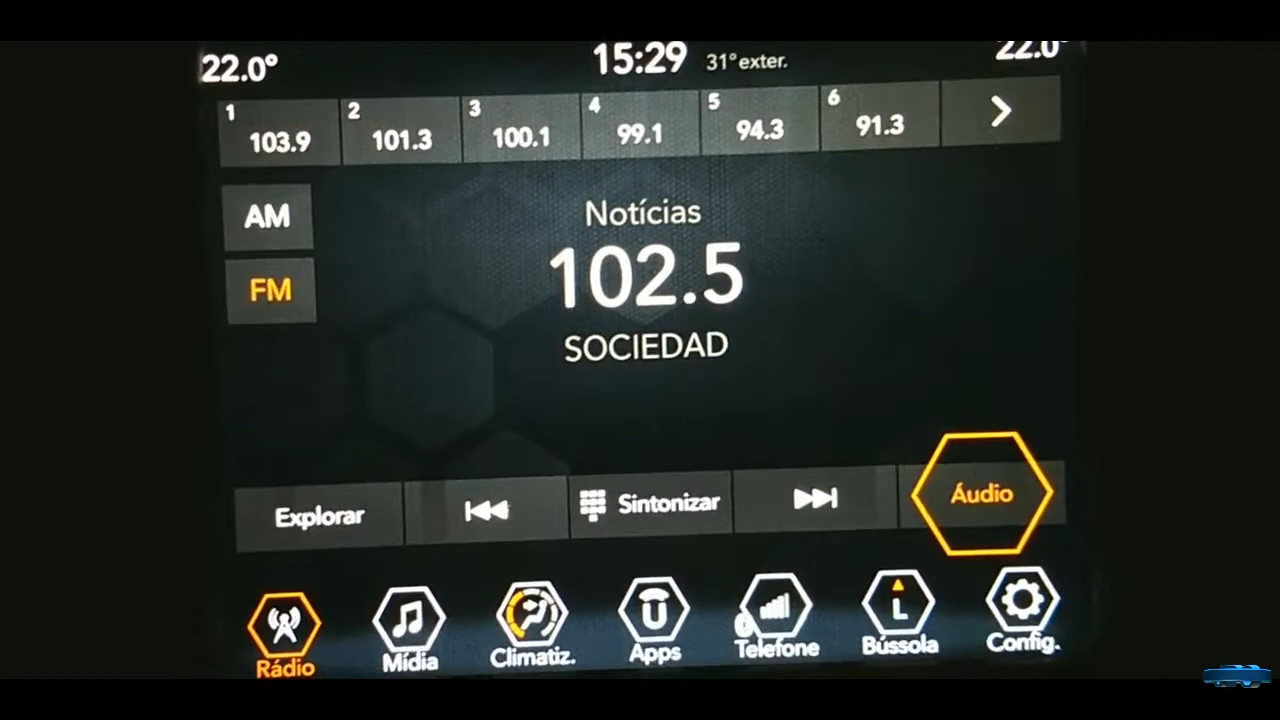 22.0° 15:29 31°exter. 22.0°
1 2 3 4 5 6
103.9 101.3 100.1 99.1 94.3 91.3
AM
FM
Notícias
102.5
SOCIEDAD
Explorar Sintonizar Áudio
U L
Rádio Mídia Climatiz. Apps Telefone Bússola Config.